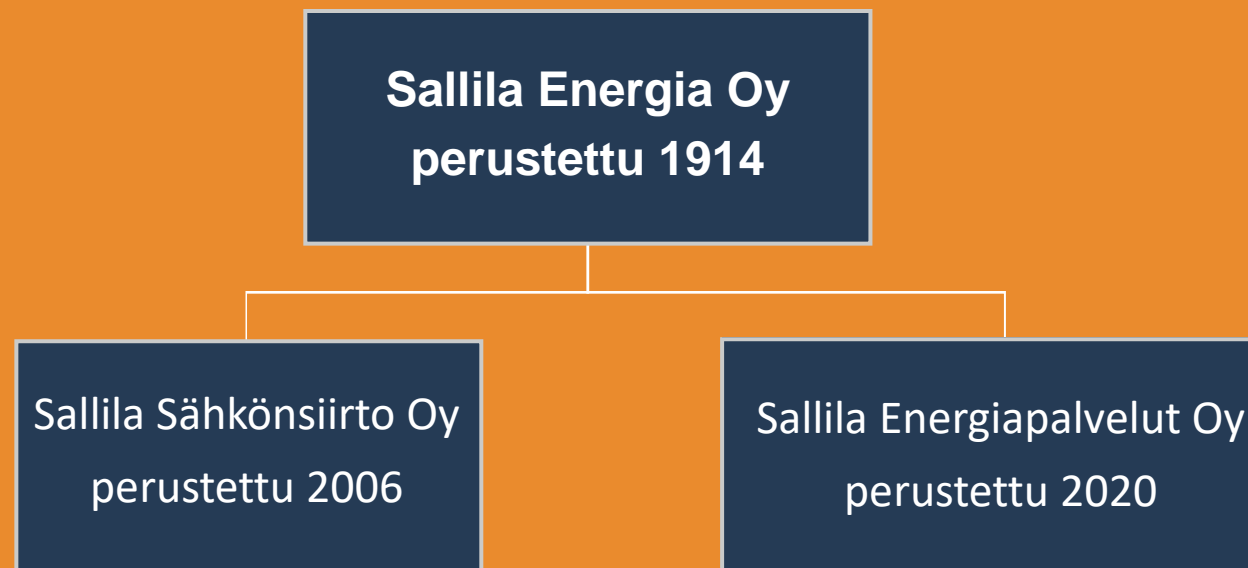 Sallila Energia Oy
perustettu 1914
Sallila Sähkönsiirto Oy
perustettu 2006
Sallila Energiapalvelut Oy
perustettu 2020